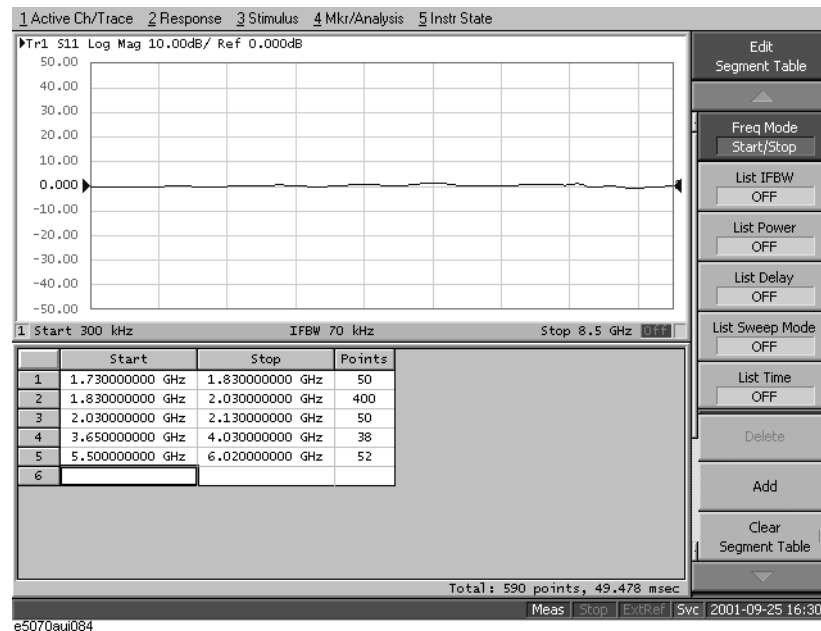 1 Active Ch/Trace 2 Response 3 Stimulus 4 Mkr/Analysis 5 Instr State
Tr1 S11 Log Mag 10.00dB/ Ref 0.000dB
50.00
40.00
30.00
20.00
10.00
0.000
-10.00
-20.00
-30.00
-40.00
-50.00
1 Start 300 kHz IFBW 70 kHz Stop 8.5 GHz Off
Start Stop Points
1 1.730000000 GHz 1.830000000 GHz 50
2 1.830000000 GHz 2.030000000 GHz 400
3 2.030000000 GHz 2.130000000 GHz 50
4 3.650000000 GHz 4.030000000 GHz 38
5 5.500000000 GHz 6.020000000 GHz 52
6
Total: 590 points, 49.478 msec
Edit
Segment Table
Freq Mode
Start/Stop
List IFBW
OFF
List Power
OFF
List Delay
OFF
List Sweep Mode
OFF
List Time
OFF
Delete
Add
Clear
Segment Table
Meas Stop ExtRef Svc 2001-09-25 16:30
e5070auj084